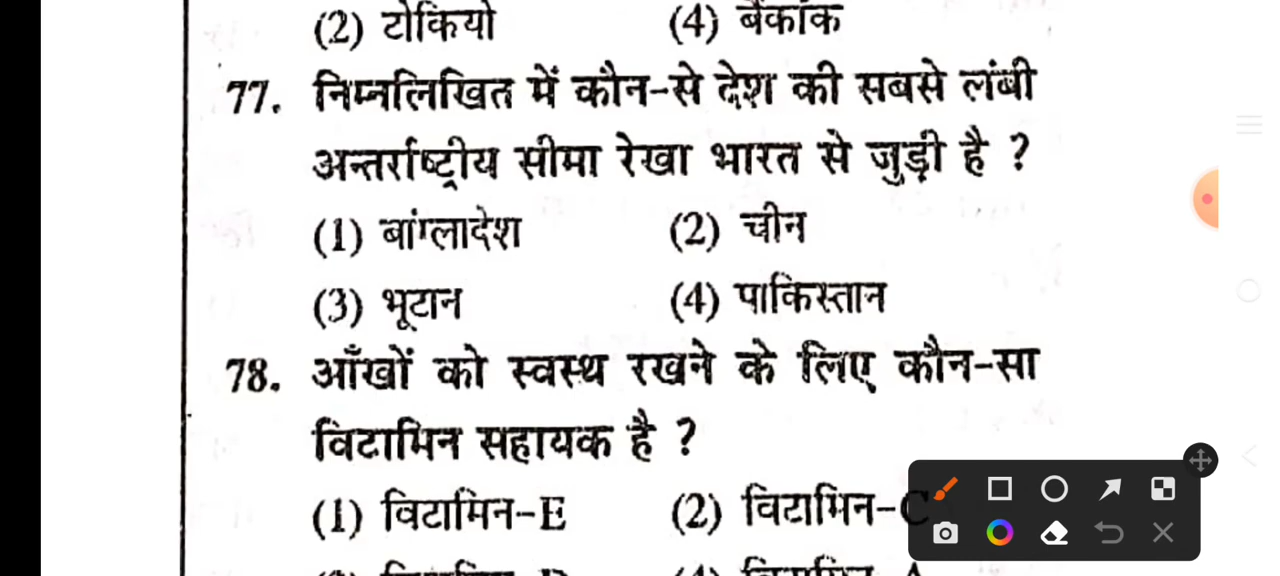 (2) टोकियो (4) बैंकॉक
77. निम्नलिखित में कौन-से देश की सबसे लंबी
अन्तर्राष्ट्रीय सीमा रेखा भारत से जुड़ी है ?
(1) बांग्लादेश (2) चीन
(3) भूटान (4) पाकिस्तान
78. आँखों को स्वस्थ रखने के लिए कौन-सा
विटामिन सहायक है ?
(1) विटामिन-E (2) विटामिन-C